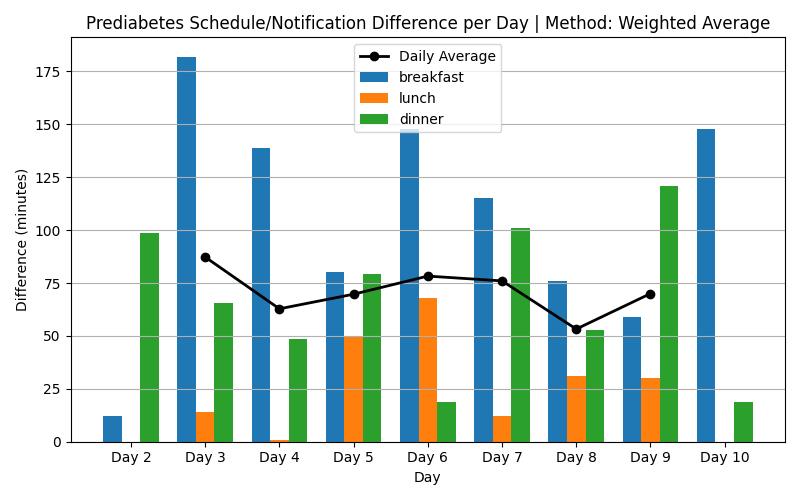 Prediabetes Schedule/Notification Difference per Day | Method: Weighted Average
Daily Average
breakfast
lunch
dinner
Difference (minutes)
175
150
125
100
75
50
25
0
Day 2 Day 3 Day 4 Day 5 Day 6 Day 7 Day 8 Day 9 Day 10
Day